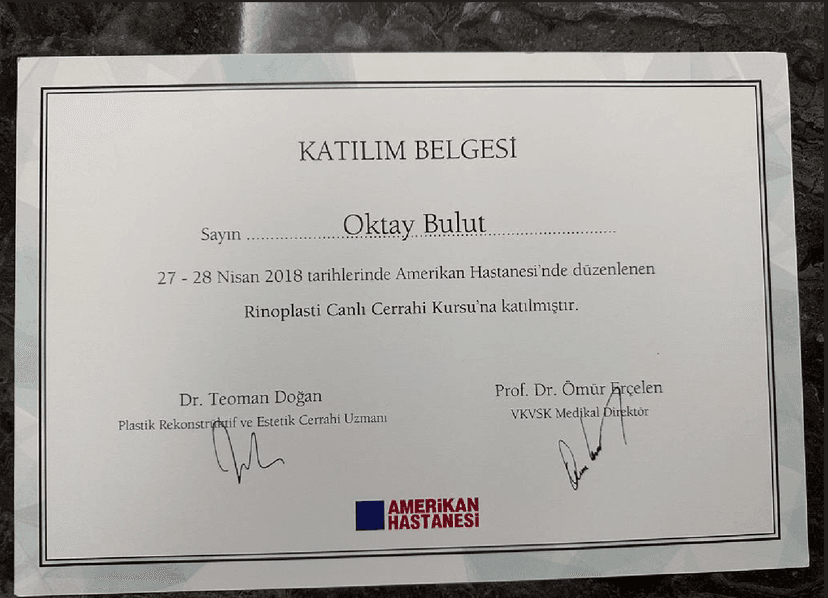 KATILIM BELGESİ
Sayın ........................Oktay Bulut................................
27 - 28 Nisan 2018 tarihlerinde Amerikan Hastanesi'nde düzenlenen
Rinoplasti Canlı Cerrahi Kursu'na katılmıştır.
Dr. Teoman Doğan
Plastik Rekonstrüktif ve Estetik Cerrahi Uzmanı
Prof. Dr. Ömür Erçelen
VKVSK Medikal Direktör
AMERİKAN
HASTANESİ